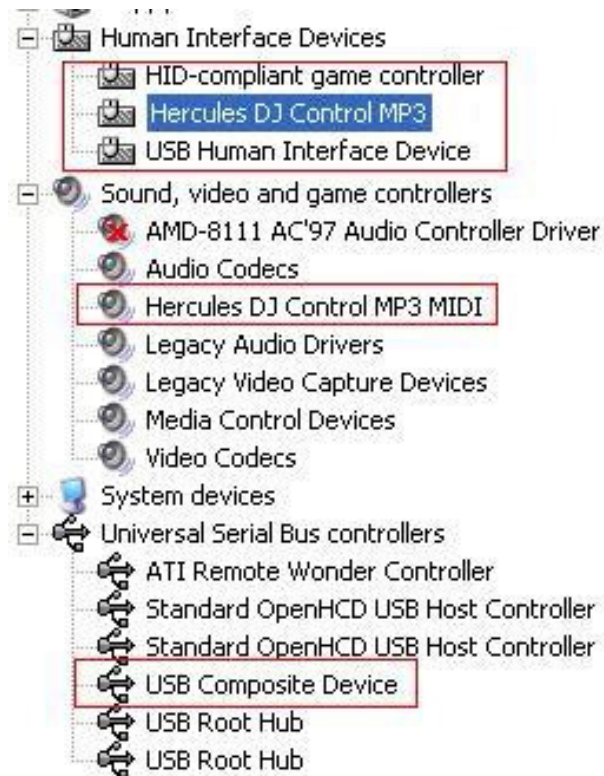 Human Interface Devices
HID-compliant game controller
Hercules DJ Control MP3
USB Human Interface Device
Sound, video and game controllers
AMD-8111 AC'97 Audio Controller Driver
Audio Codecs
Hercules DJ Control MP3 MIDI
Legacy Audio Drivers
Legacy Video Capture Devices
Media Control Devices
Video Codecs
System devices
Universal Serial Bus controllers
ATI Remote Wonder Controller
Standard OpenHCD USB Host Controller
Standard OpenHCD USB Host Controller
USB Composite Device
USB Root Hub
USB Root Hub